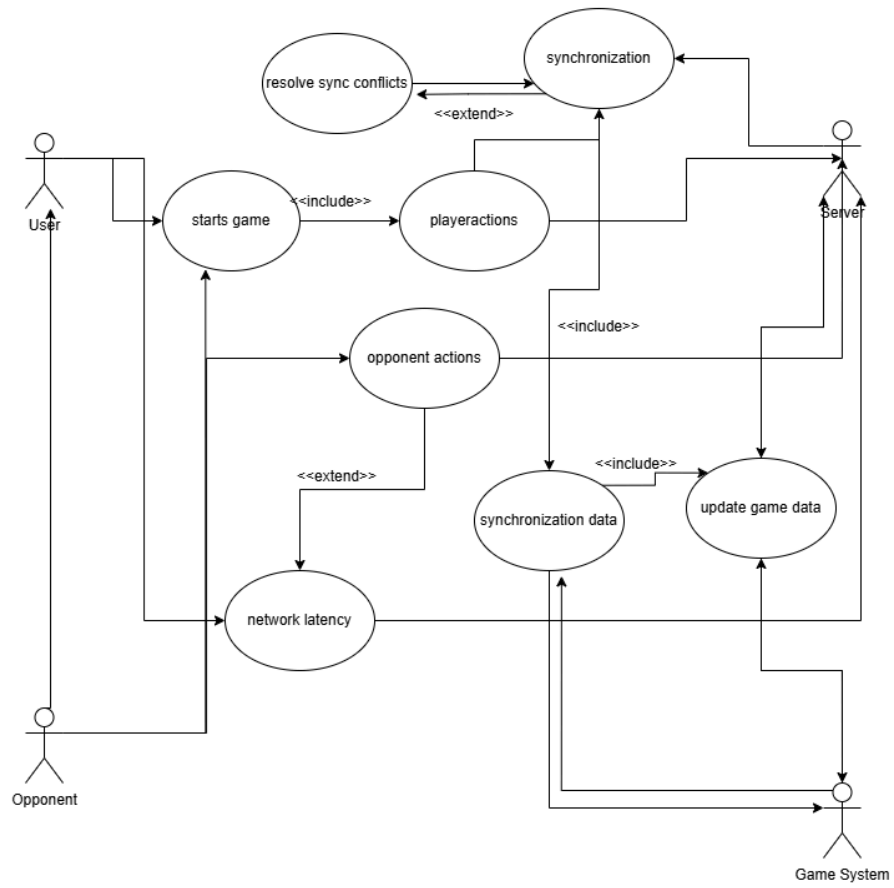 synchronization
resolve sync conflicts
<<extend>>
User
Server
starts game
<<include>>
playeractions
<<include>>
opponent actions
<<include>>
<<extend>>
synchronization data
update game data
network latency
Opponent
Game System